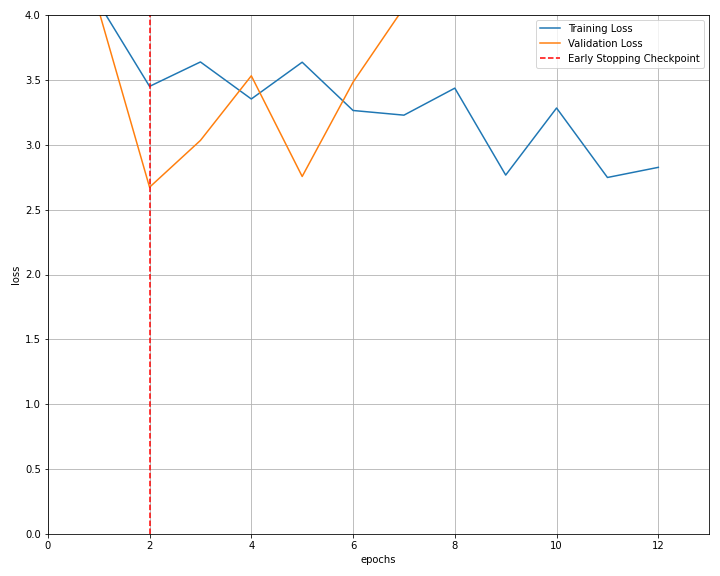 4.0
3.5
3.0
2.5
2.0
1.5
1.0
0.5
0.0
loss
Training Loss
Validation Loss
Early Stopping Checkpoint
0 2 4 6 8 10 12
epochs